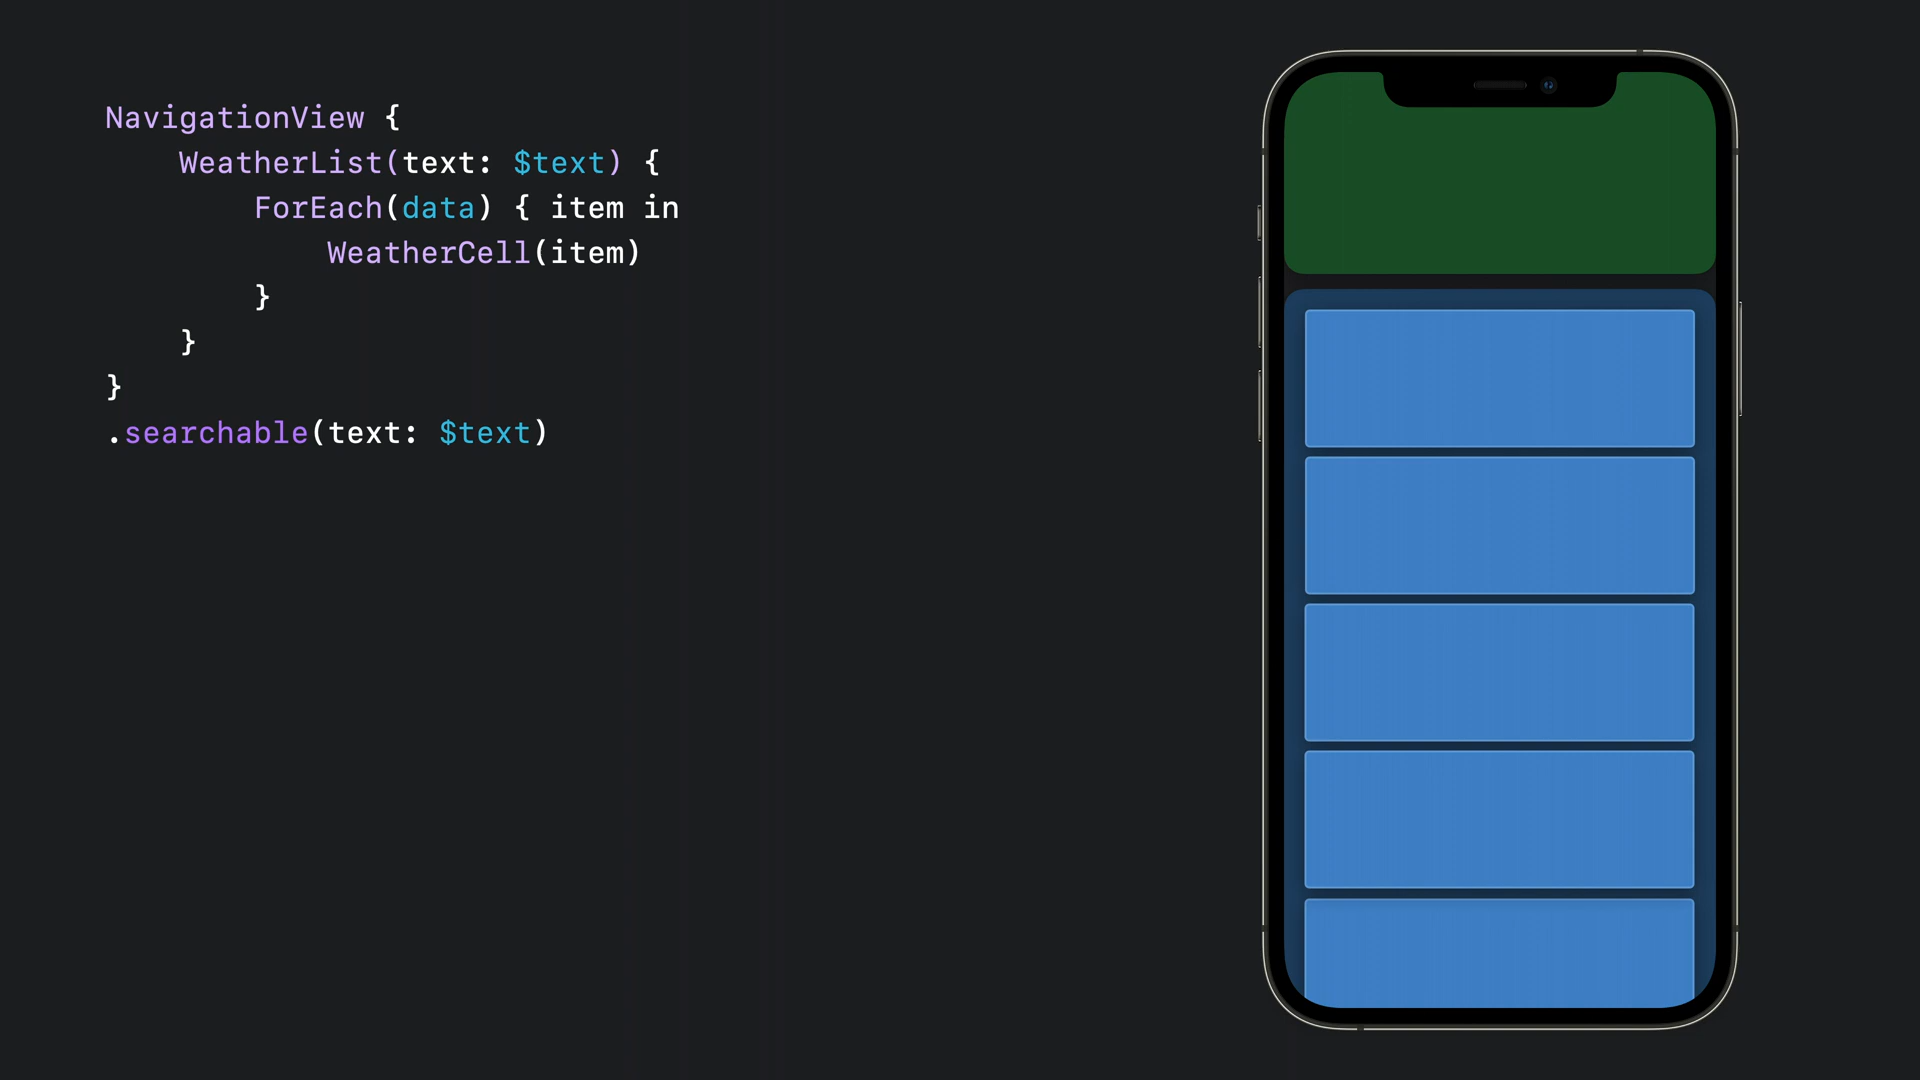 NavigationView {
    WeatherList(text: $text) {
        ForEach(data) { item in
            WeatherCell(item)
        }
    }
}
.searchable(text: $text)